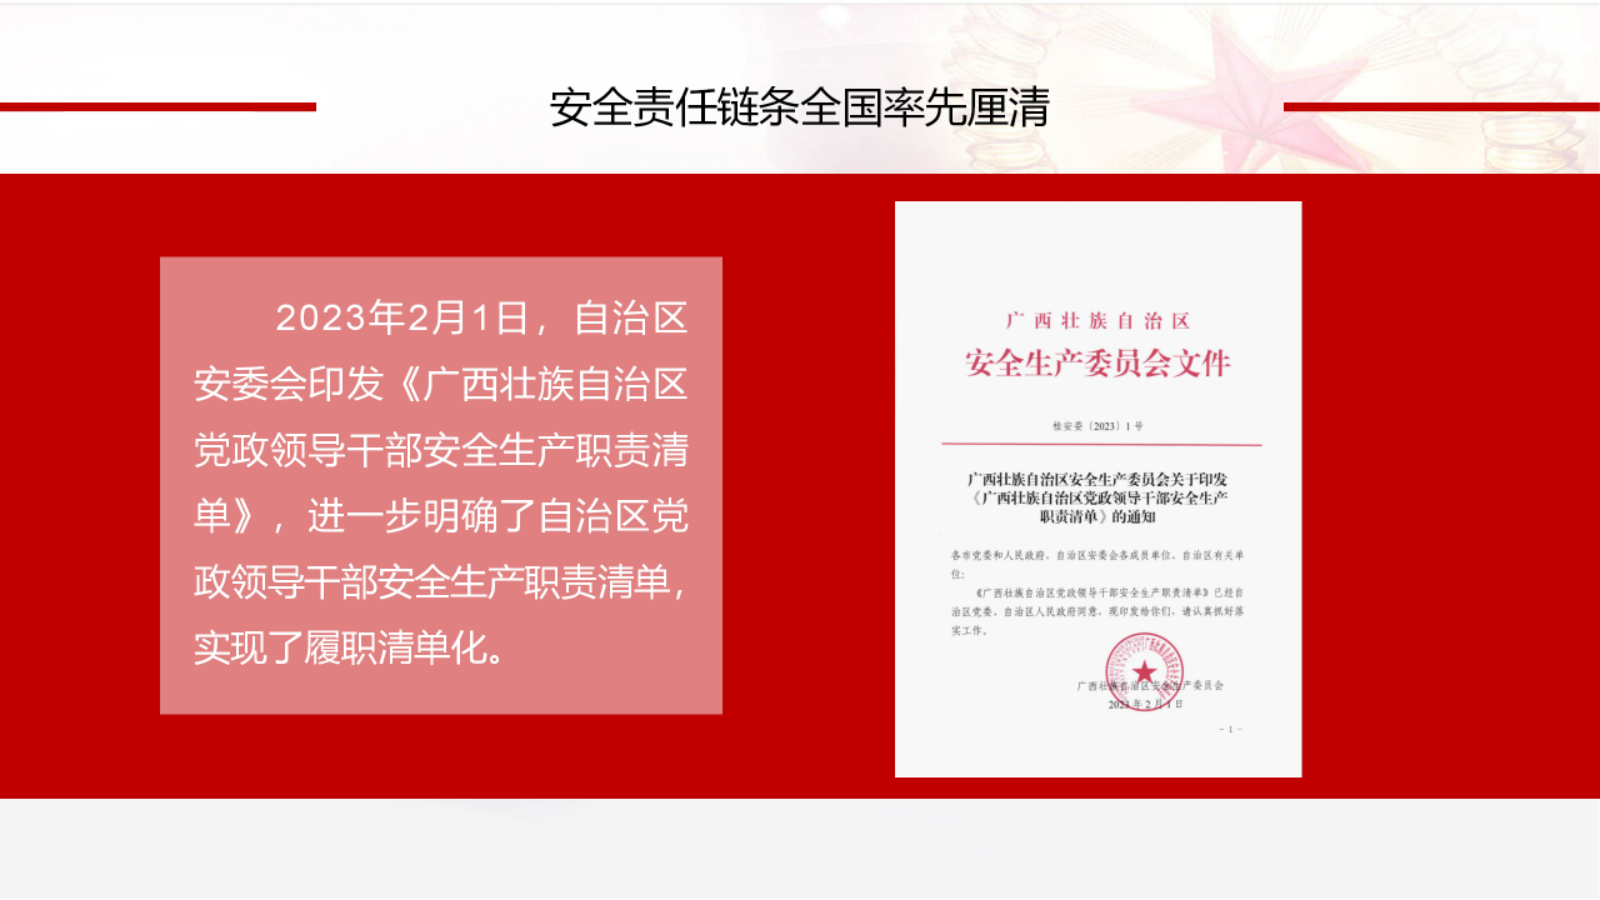 安全责任链条全国率先厘清
2023年2月1日，自治区
安委会印发《广西壮族自治区
党政领导干部安全生产职责清
单》，进一步明确了自治区党
政领导干部安全生产职责清单，
实现了履职清单化。
广西壮族自治区
安全生产委员会文件
桂安委〔2023〕1号
广西壮族自治区安全生产委员会关于印发
《广西壮族自治区党政领导干部安全生产
职责清单》的通知
各市党委和人民政府，自治区安委会各成员单位、自治区有关单
位：
《广西壮族自治区党政领导干部安全生产职责清单》已经自
治区党委、自治区人民政府同意，现印发给你们，请认真抓好落
实工作。
广西壮族自治区安全生产委员会
2023年2月1日
- 1 -